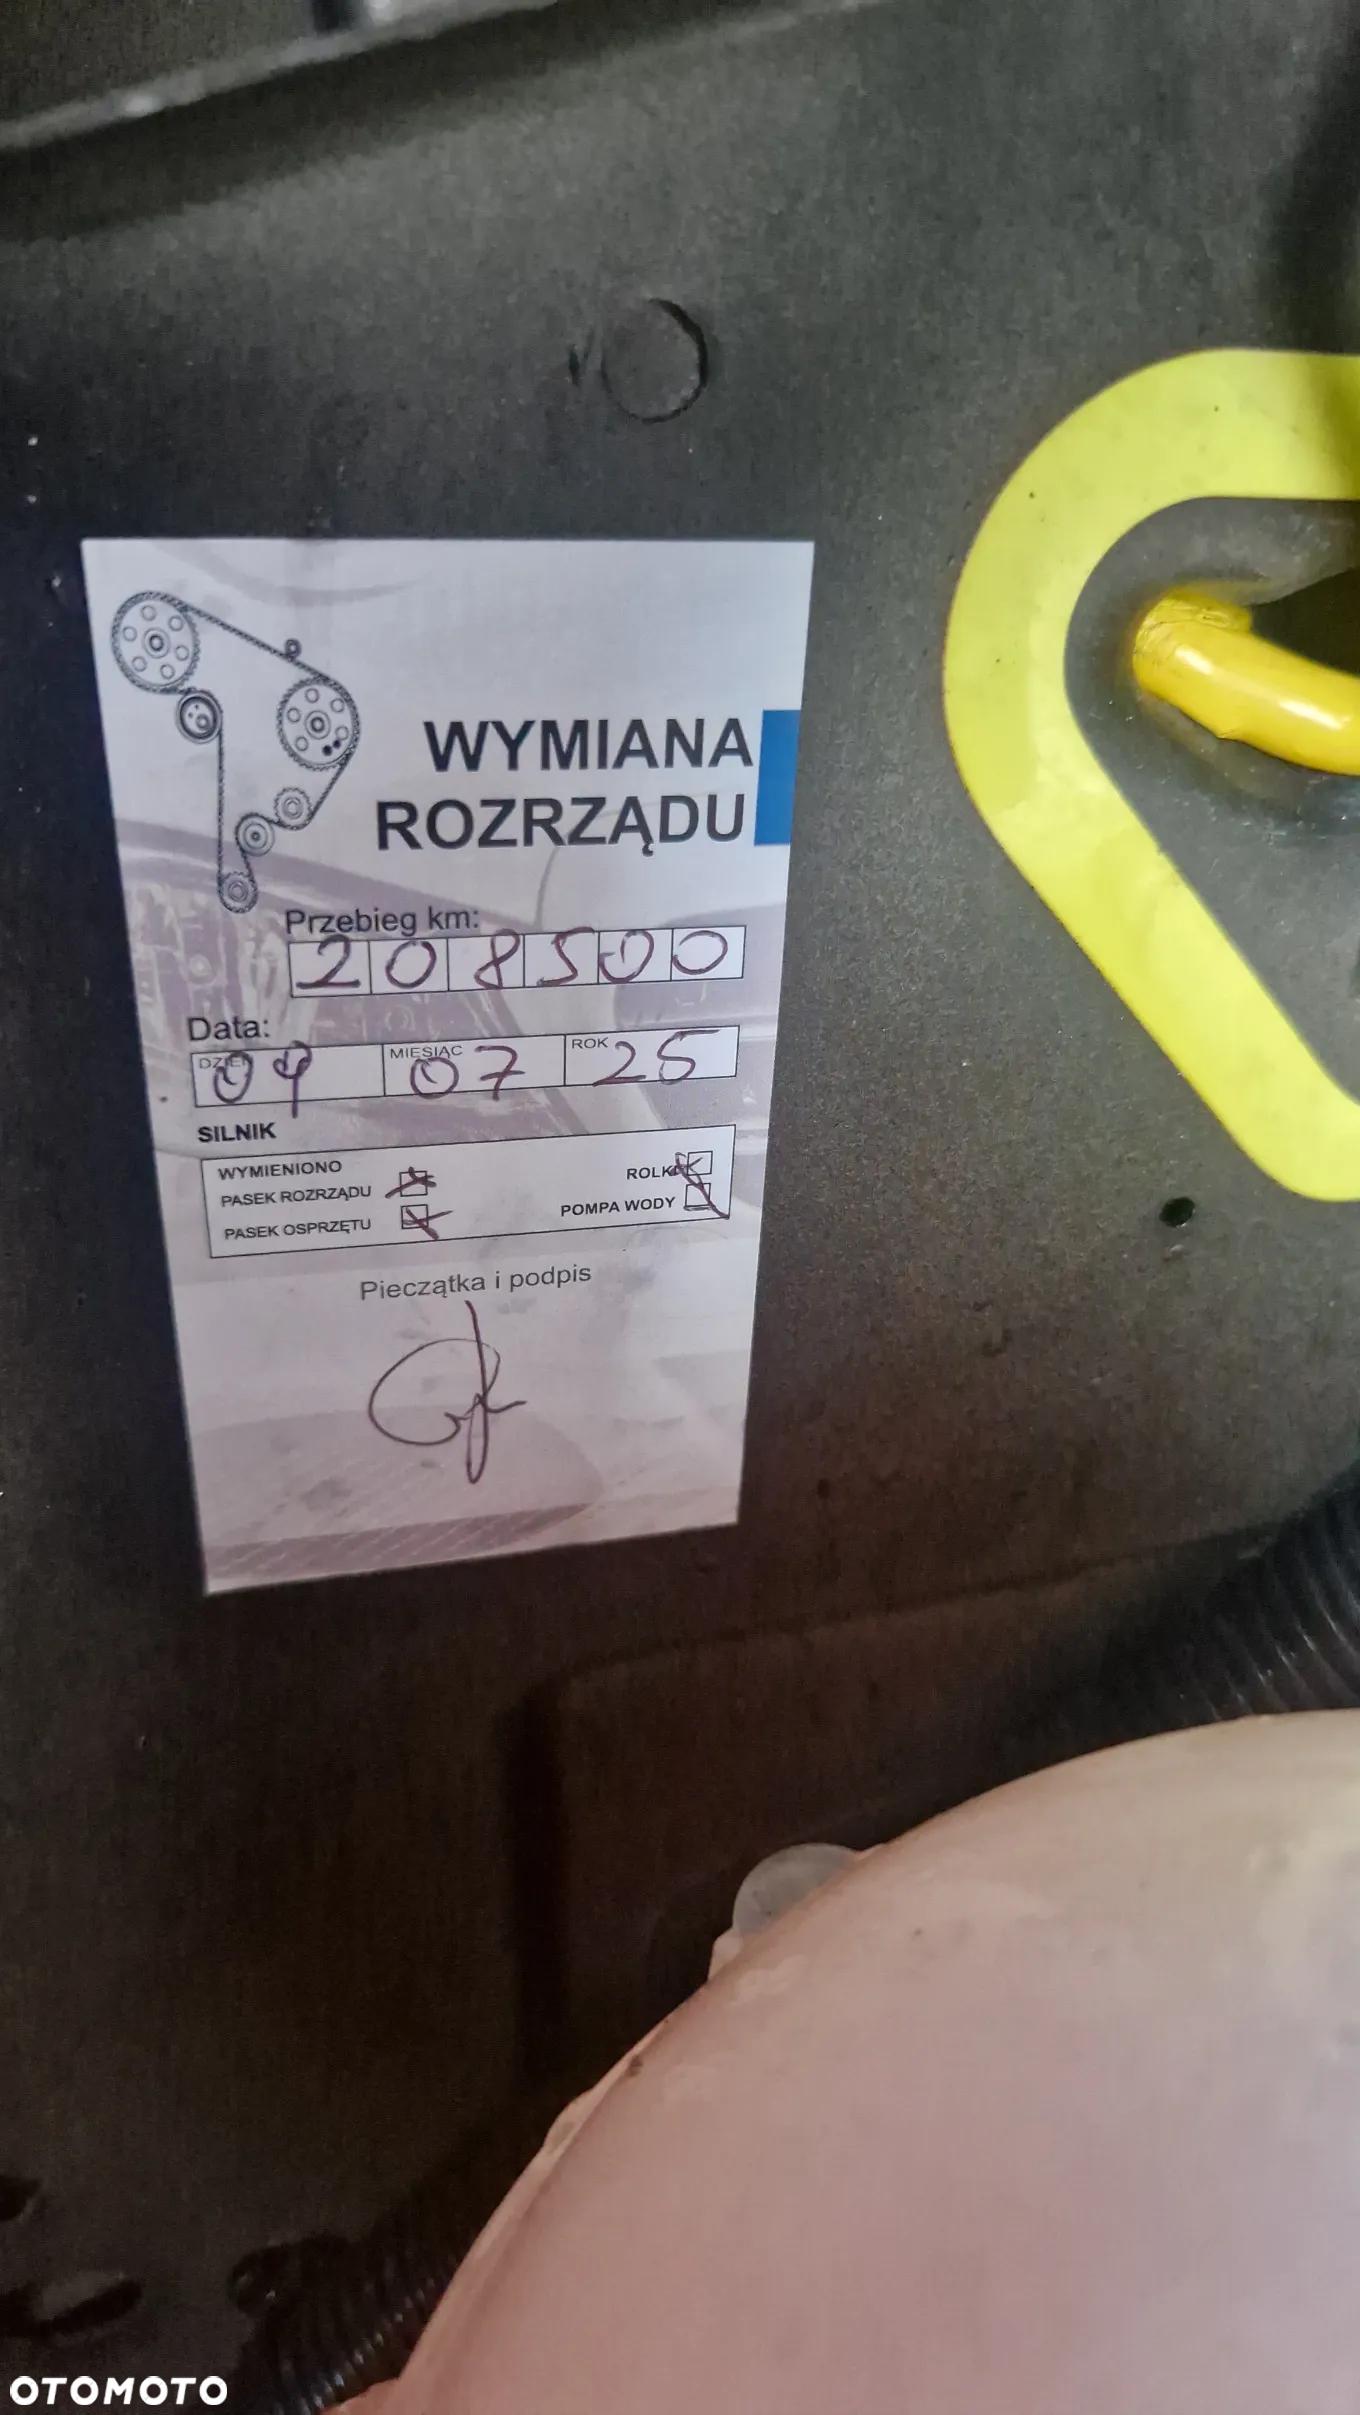 WYMIANA
ROZRZĄDU
Przebieg km:
208500
Data:
DZIEŃ 04 MIESIĄC 07 ROK 25
SILNIK
WYMIENIONO
PASEK ROZRZĄDU ROLKA
PASEK OSPRZĘTU POMPA WODY
Pieczątka i podpis
OTOMOTO